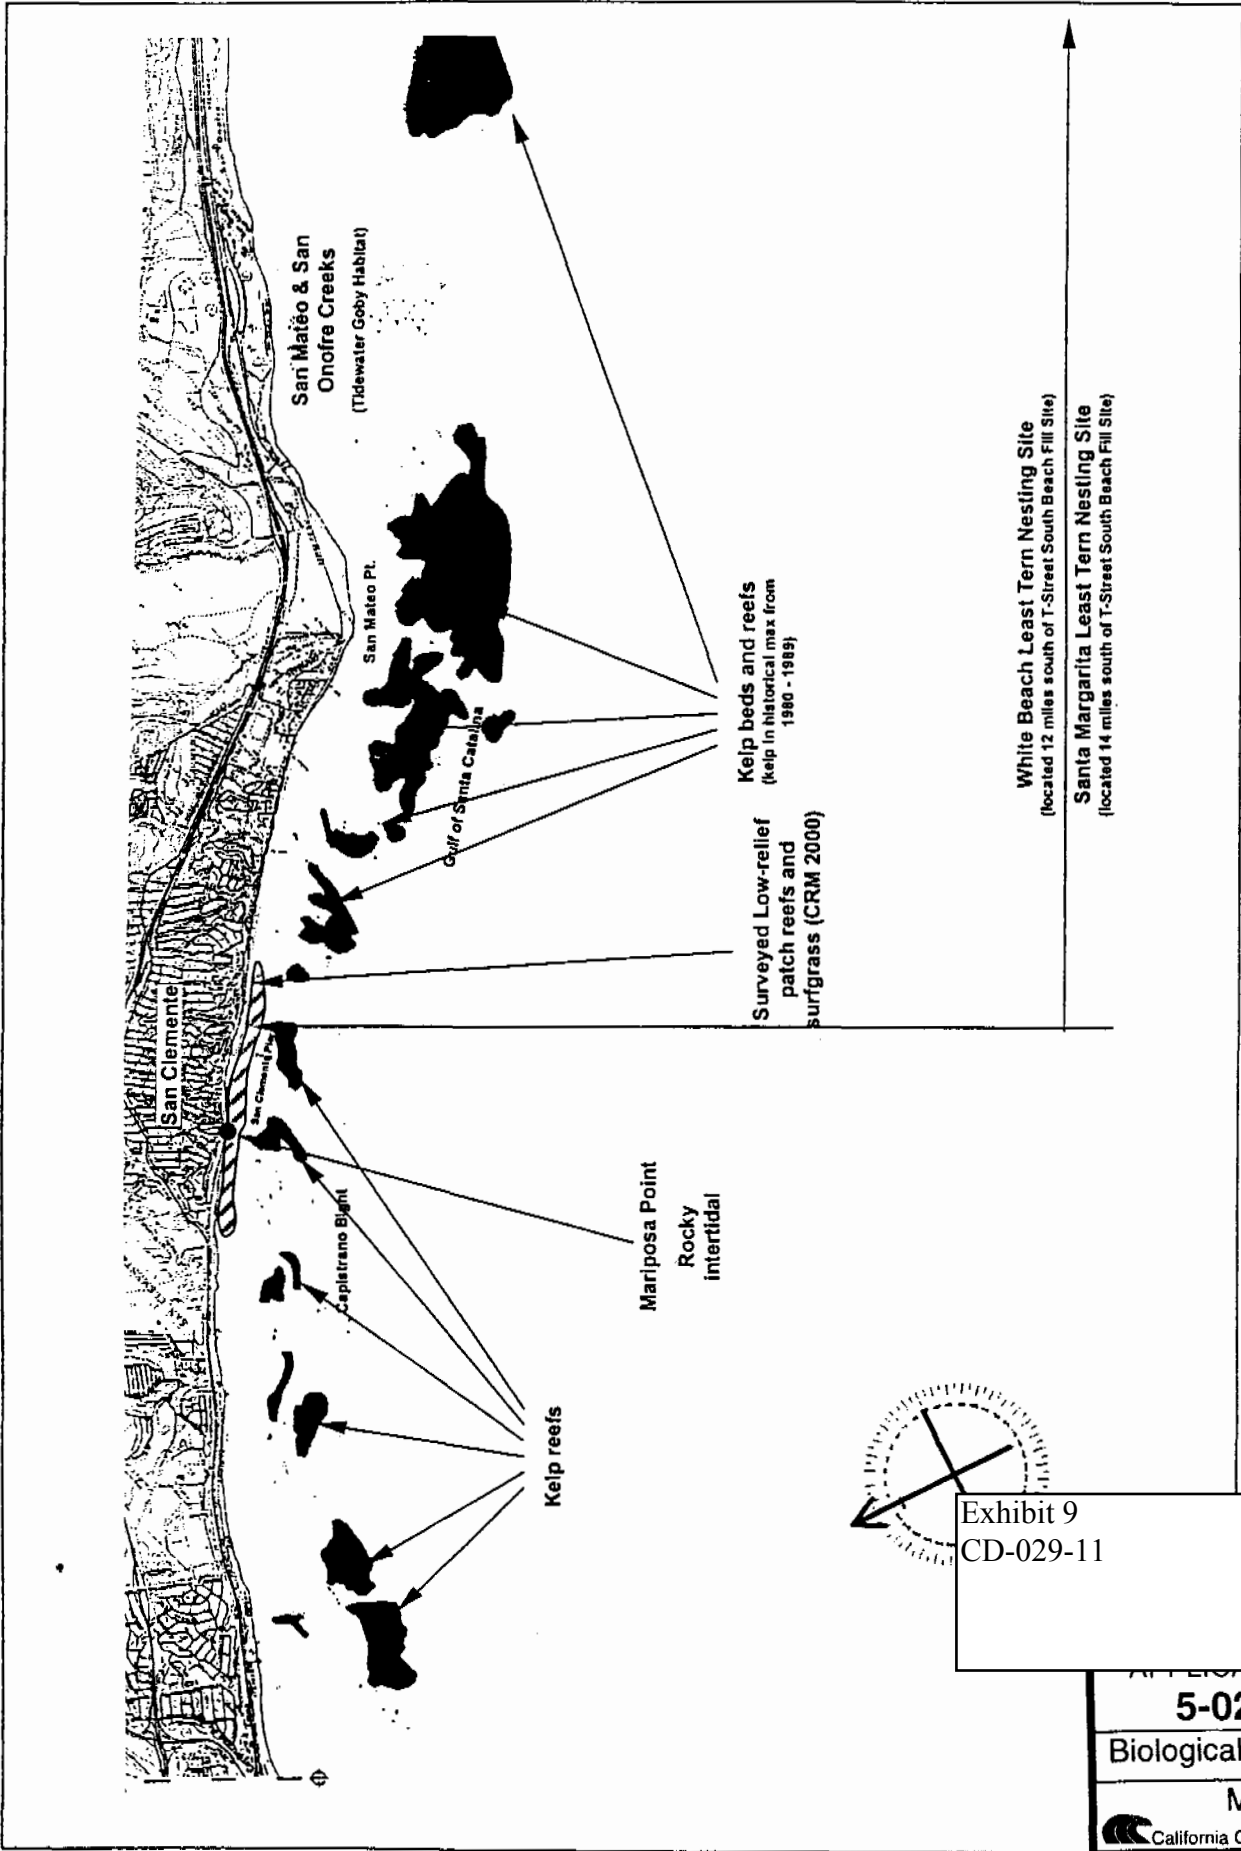 San Clemente
San Mateo & San
Onofre Creeks
(Tidewater Goby Habitat)
San Mateo Pt.
Gulf of Santa Catalina
San Clemente Pier
Capistrano Bight
Kelp reefs
Mariposa Point
Rocky
intertidal
Surveyed Low-relief
patch reefs and
surfgrass (CRM 2000)
Kelp beds and reefs
(kelp in historical max from
1980 - 1989)
White Beach Least Tern Nesting Site
(located 12 miles south of T-Street South Beach Fill Site)
Santa Margarita Least Tern Nesting Site
(located 14 miles south of T-Street South Beach Fill Site)
Exhibit 9
CD-029-11
5-02
Biological
M
California C